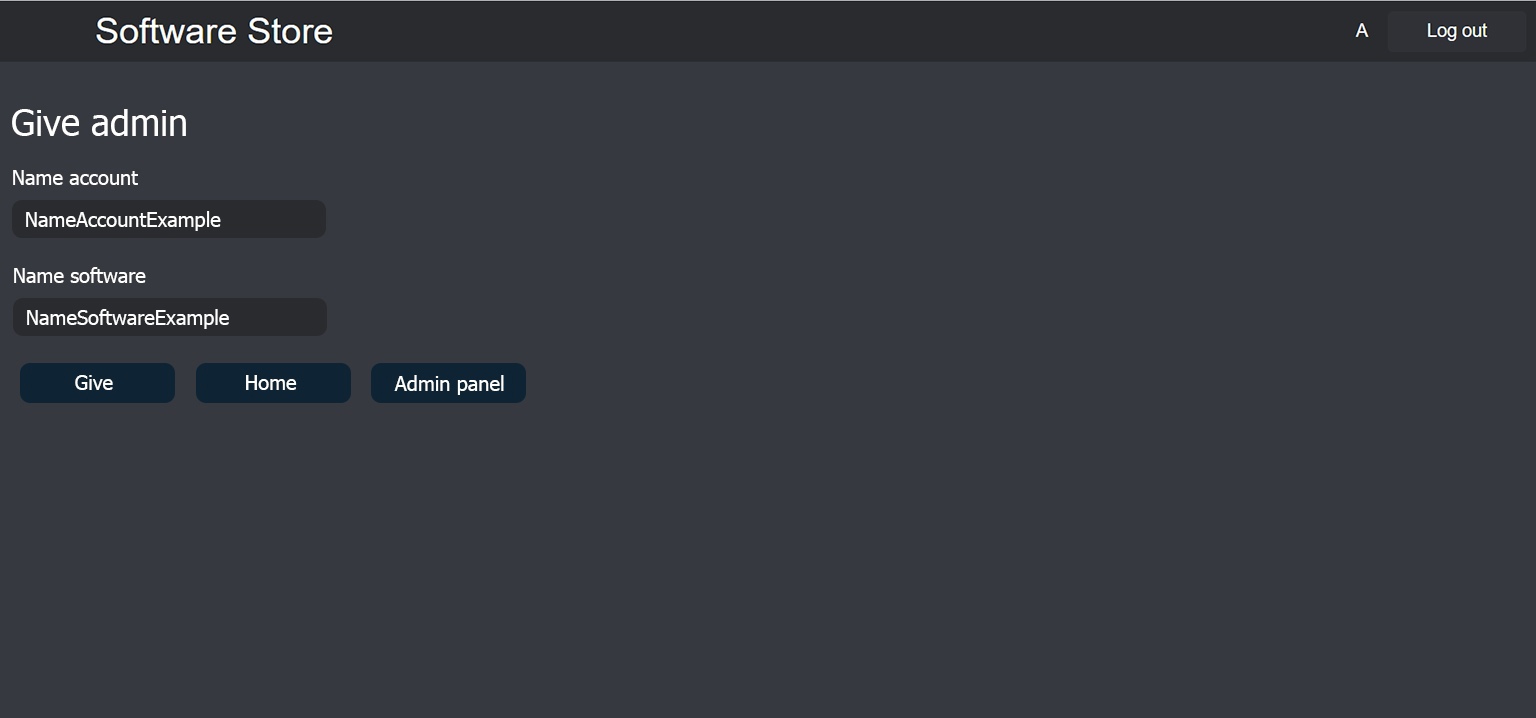 Software Store
A
Log out
Give admin
Name account
NameAccountExample
Name software
NameSoftwareExample
Give
Home
Admin panel